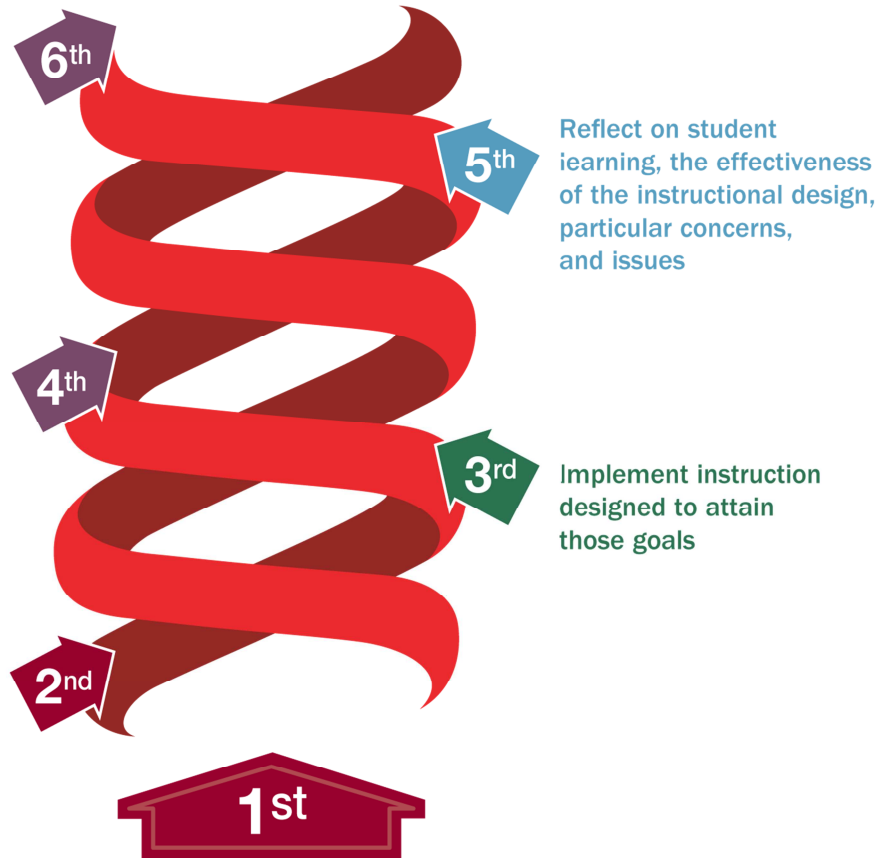 6th
5th
Reflect on student
iearning, the effectiveness
of the instructional design,
particular concerns,
and issues
4th
3rd
Implement instruction
designed to attain
those goals
2nd
1st